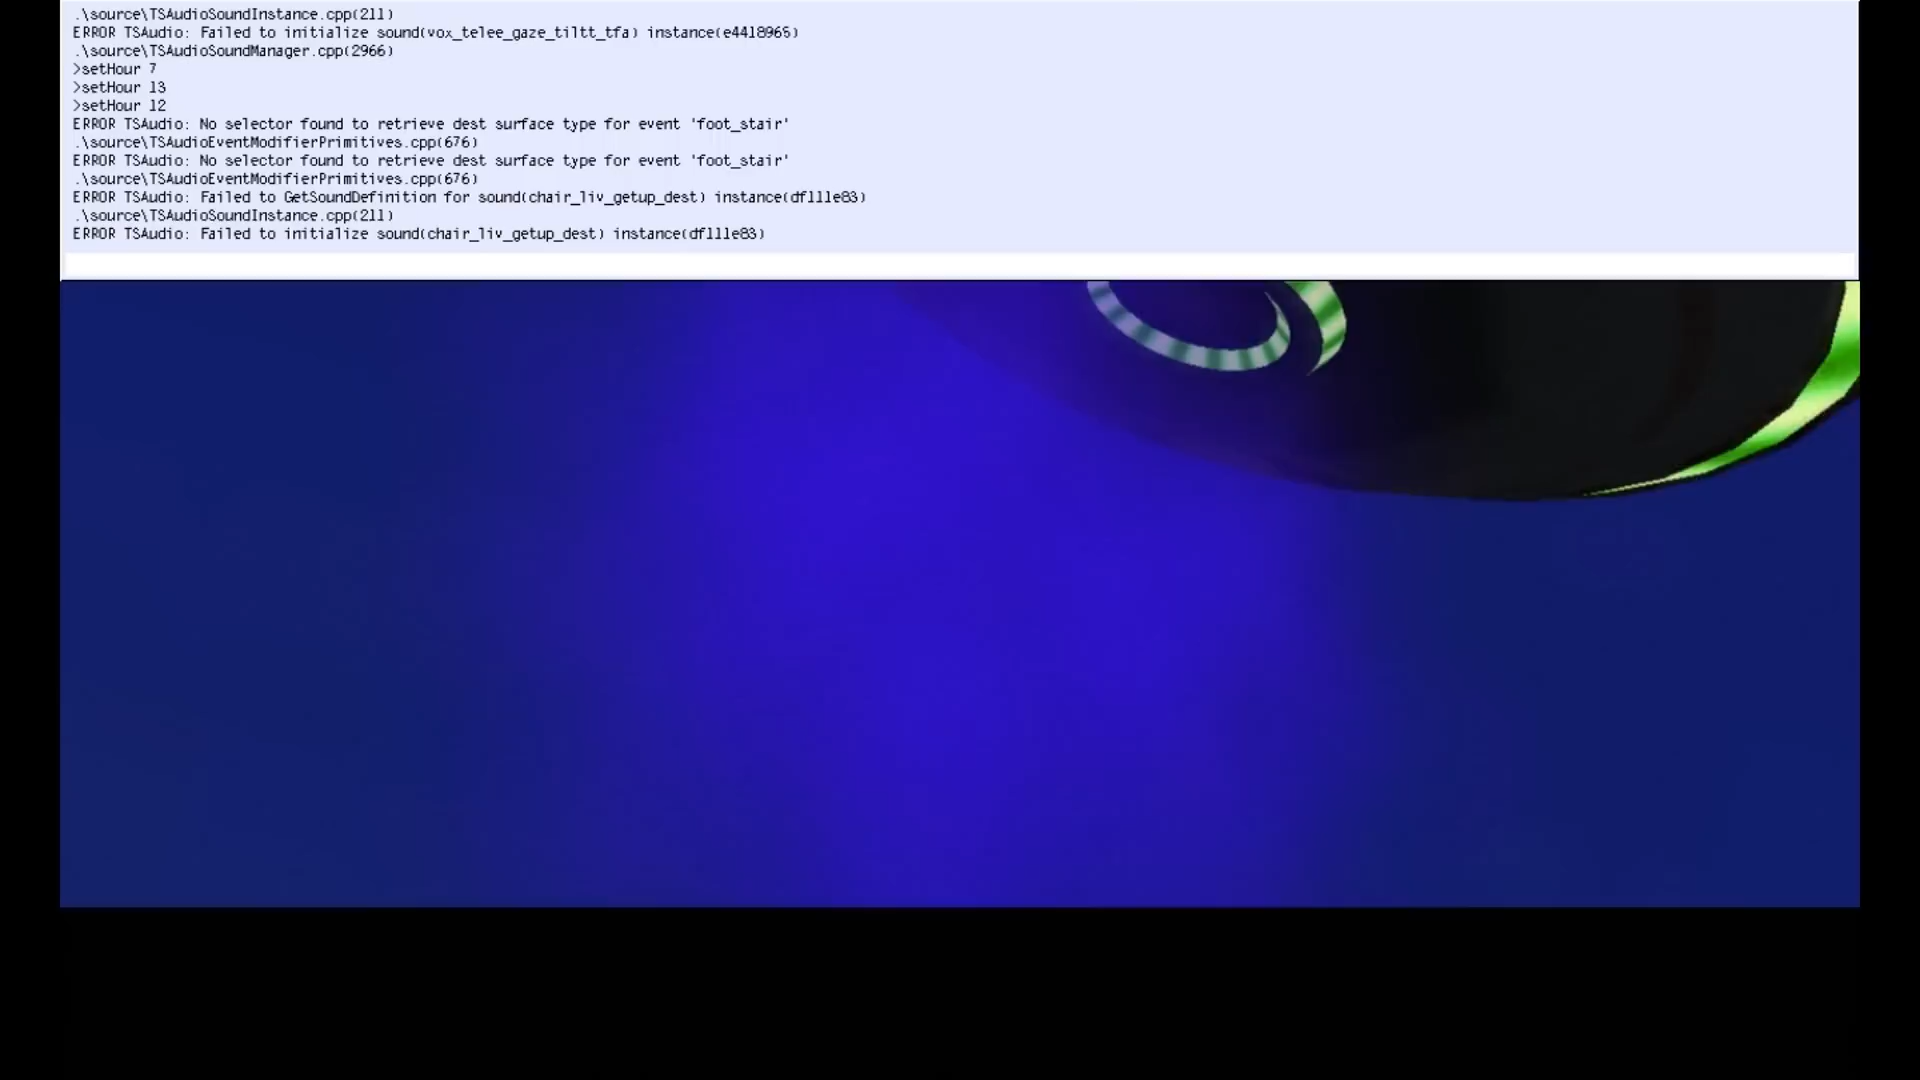 .\source\TSAudioSoundInstance.cpp(211)
ERROR TSAudio: Failed to initialize sound(vox_telee_gaze_tiltt_tfa) instance(e4418965)
.\source\TSAudioSoundManager.cpp(2966)
>setHour 7
>setHour 13
>setHour 12
ERROR TSAudio: No selector found to retrieve dest surface type for event 'foot_stair'
.\source\TSAudioEventModifierPrimitives.cpp(676)
ERROR TSAudio: No selector found to retrieve dest surface type for event 'foot_stair'
.\source\TSAudioEventModifierPrimitives.cpp(676)
ERROR TSAudio: Failed to GetSoundDefinition for sound(chair_liv_getup_dest) instance(df111e83)
.\source\TSAudioSoundInstance.cpp(211)
ERROR TSAudio: Failed to initialize sound(chair_liv_getup_dest) instance(df111e83)